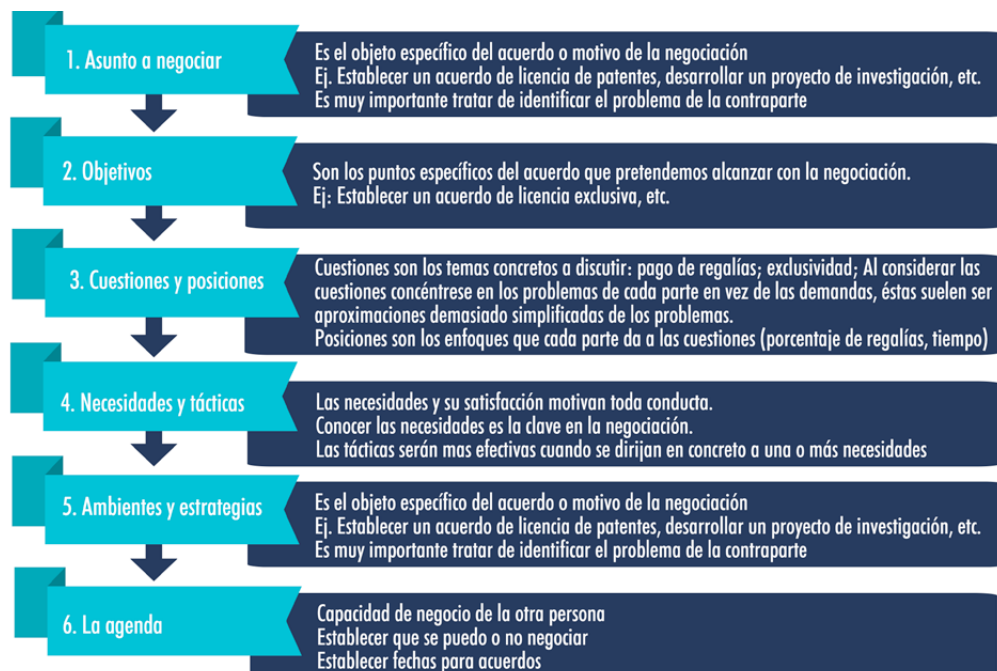 1. Asunto a negociar
Es el objeto específico del acuerdo o motivo de la negociación
Ej. Establecer un acuerdo de licencia de patentes, desarrollar un proyecto de investigación, etc.
Es muy importante tratar de identificar el problema de la contraparte
2. Objetivos
Son los puntos específicos del acuerdo que pretendemos alcanzar con la negociación.
Ej: Establecer un acuerdo de licencia exclusiva, etc.
3. Cuestiones y posiciones
Cuestiones son los temas concretos a discutir: pago de regalías; exclusividad; Al considerar las
cuestiones concéntrese en los problemas de cada parte en vez de las demandas, éstas suelen ser
aproximaciones demasiado simplificadas de los problemas.
Posiciones son los enfoques que cada parte da a las cuestiones (porcentaje de regalías, tiempo)
4. Necesidades y tácticas
Las necesidades y su satisfacción motivan toda conducta.
Conocer las necesidades es la clave en la negociación.
Las tácticas serán mas efectivas cuando se dirijan en concreto a una o más necesidades
5. Ambientes y estrategias
Es el objeto específico del acuerdo o motivo de la negociación
Ej. Establecer un acuerdo de licencia de patentes, desarrollar un proyecto de investigación, etc.
Es muy importante tratar de identificar el problema de la contraparte
6. La agenda
Capacidad de negocio de la otra persona
Establecer que se puedo o no negociar
Establecer fechas para acuerdos